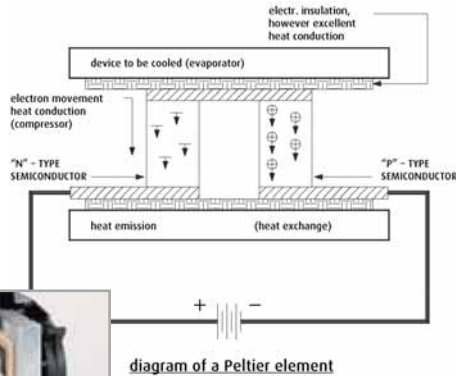 electr. insulation,
however excellent
heat conduction
device to be cooled (evaporator)
electron movement
heat conduction
(compressor)
"N" – TYPE
SEMICONDUCTOR
"P" – TYPE
SEMICONDUCTOR
heat emission (heat exchange)
+ –
diagram of a Peltier element